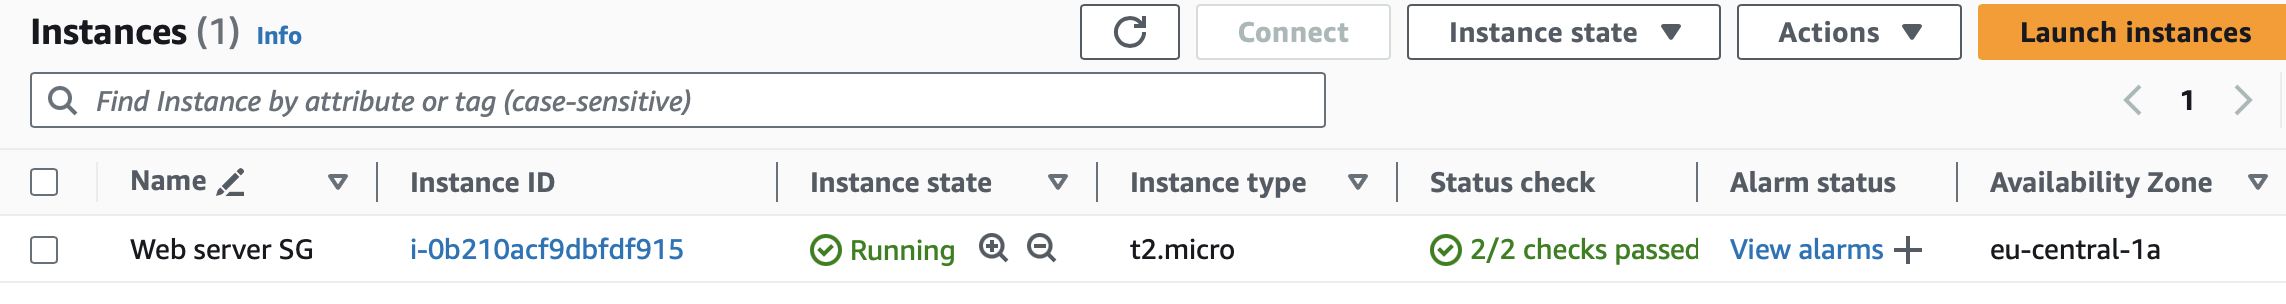 Instances (1) Info Connect Instance state Actions Launch instances
Find Instance by attribute or tag (case-sensitive) 1
Name Instance ID Instance state Instance type Status check Alarm status Availability Zone
Web server SG i-0b210acf9dbfdf915 Running t2.micro 2/2 checks passed View alarms + eu-central-1a